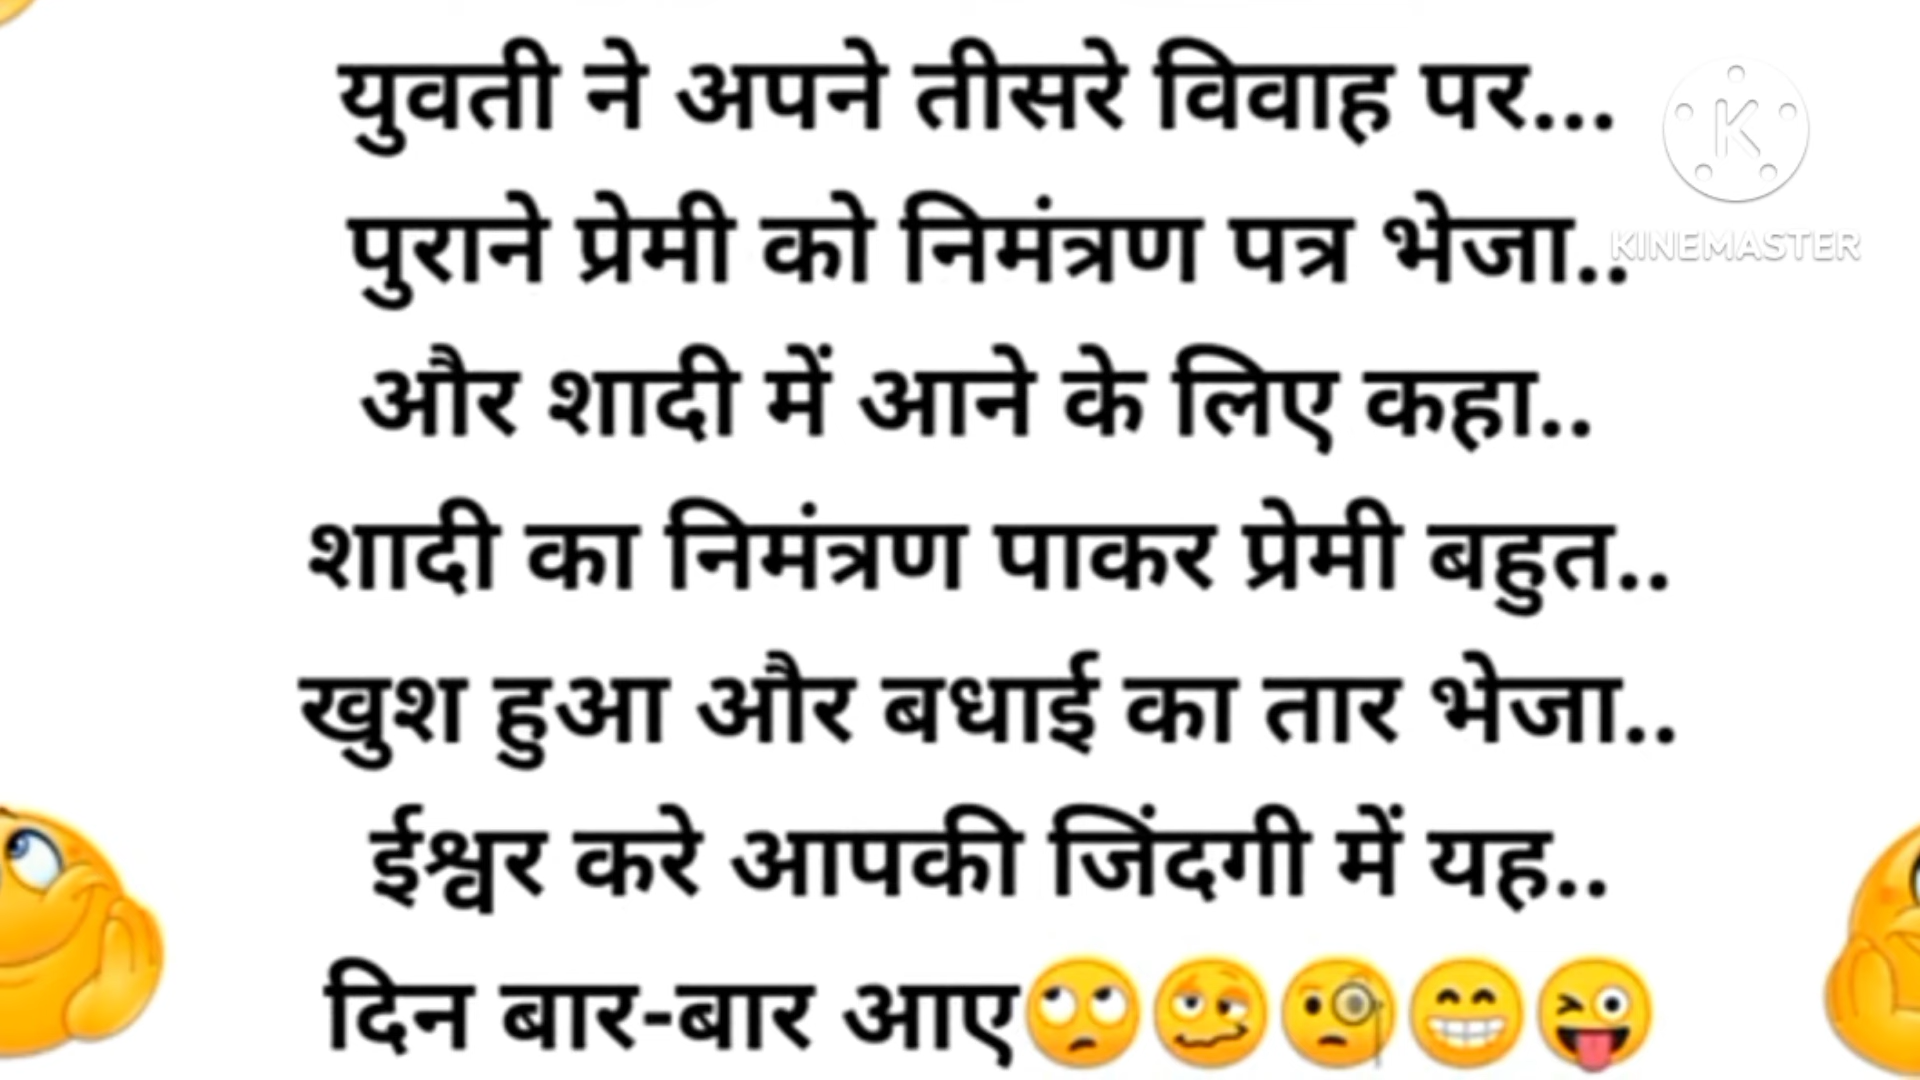 युवती ने अपने तीसरे विवाह पर...
पुराने प्रेमी को निमंत्रण पत्र भेजा..
और शादी में आने के लिए कहा..
शादी का निमंत्रण पाकर प्रेमी बहुत..
खुश हुआ और बधाई का तार भेजा..
ईश्वर करे आपकी जिंदगी में यह..
दिन बार-बार आए🙄🥴🧐😁😜
K
KINEMASTER